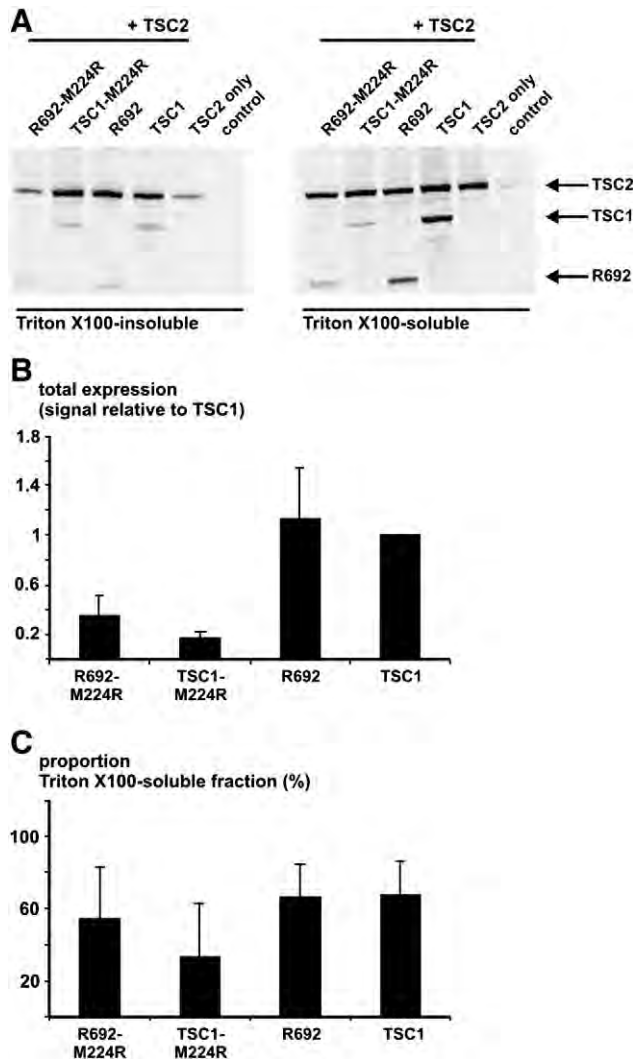 A
+ TSC2
+ TSC2
R692-M224R
TSC1-M224R
R692
TSC1
TSC2 only
control
R692-M224R
TSC1-M224R
R692
TSC1
TSC2 only
control
TSC2
TSC1
R692
Triton X100-insoluble
Triton X100-soluble
B
total expression
(signal relative to TSC1)
1.8
1.4
1
0.6
0.2
R692-
M224R
TSC1-
M224R
R692
TSC1
C
proportion
Triton X100-soluble fraction (%)
100
60
20
R692-
M224R
TSC1-
M224R
R692
TSC1